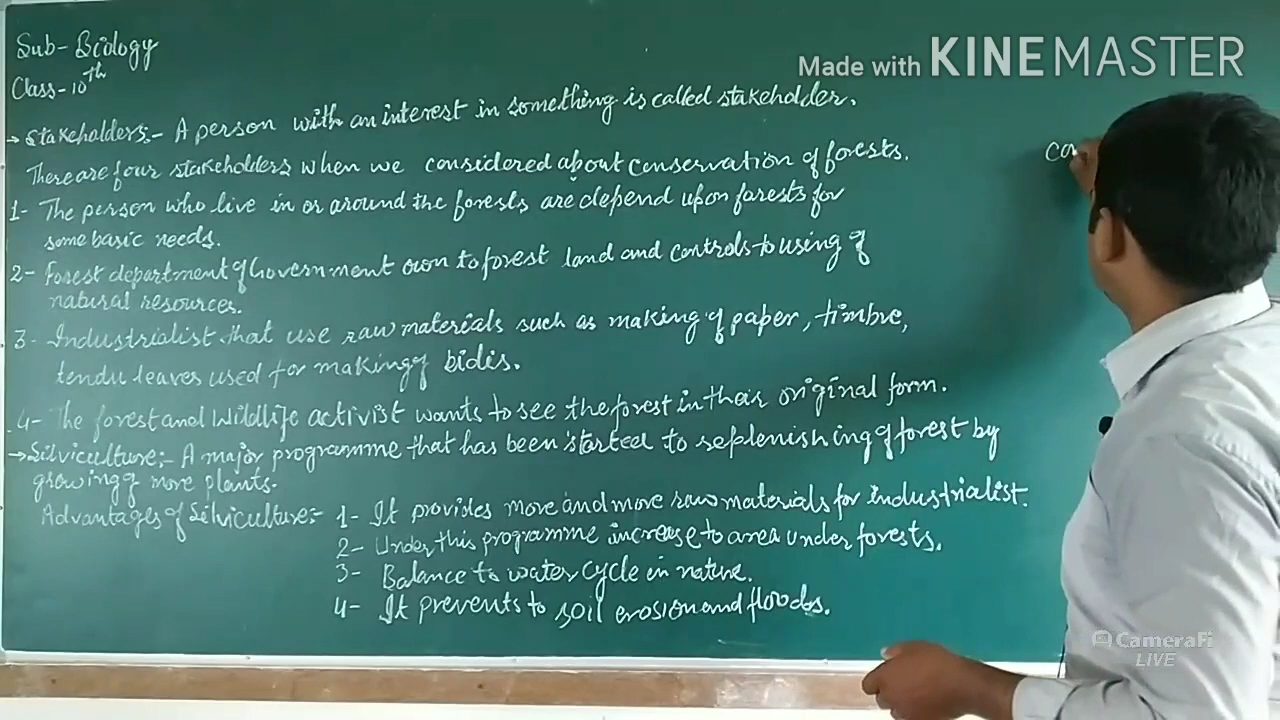 Made with KINEMASTER
Sub- Biology
Class- 10th
→ Stakeholders:- A person with an interest in something is called stakeholder.
There are four stakeholders when we considered about conservation of forests.
1- The person who live in or around the forests are depend upon forests for
some basic needs.
2- Forest department of Government own to forest land and controls to using of
natural resources.
3- Industrialist that use raw materials such as making of paper, timbre,
tendu leaves used for making of bidis.
4- The forest and wildlife activist wants to see the forest in their original form.
→ Silviculture:- A major programme that has been started to replenishing of forest by
growing of more plants.
Advantages of Silviculture:- 1- It provides more and more raw materials for industrialist.
2- Under this programme increase to area under forests.
3- Balance to water cycle in nature.
4- It prevents to soil erosion and floods.
CameraFi
LIVE